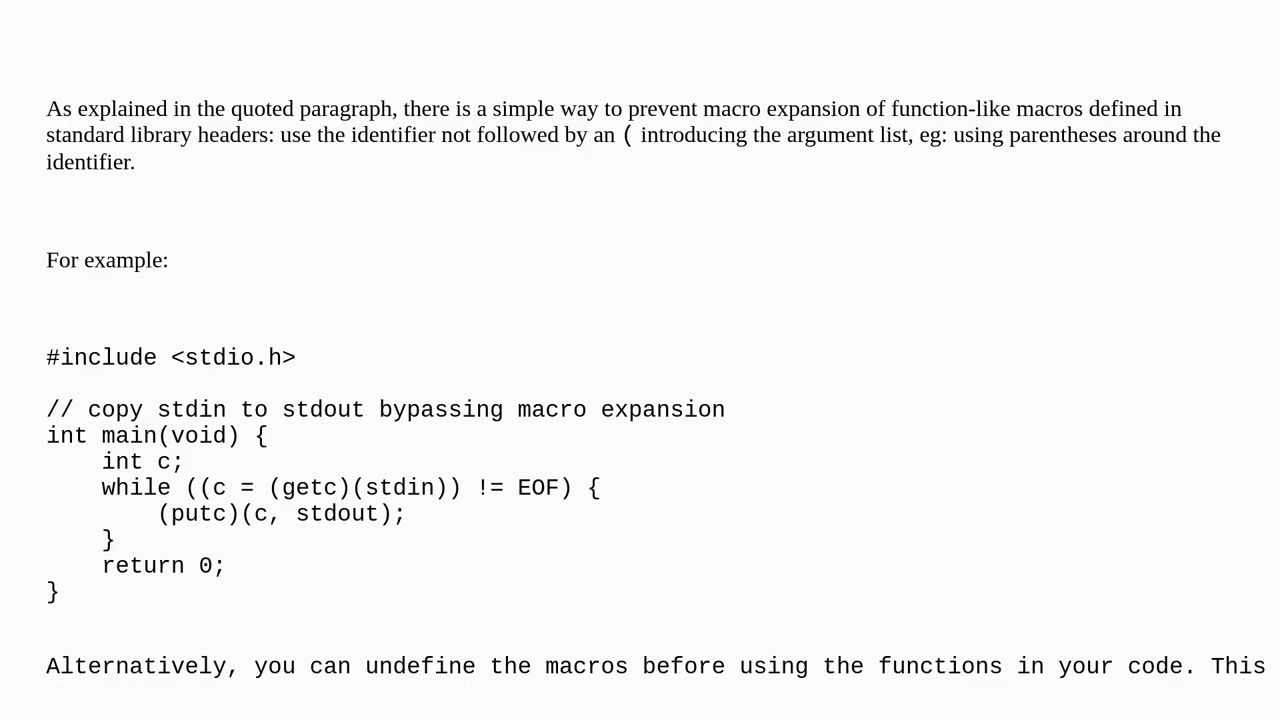 As explained in the quoted paragraph, there is a simple way to prevent macro expansion of function-like macros defined in
standard library headers: use the identifier not followed by an ( introducing the argument list, eg: using parentheses around the
identifier.
For example:
#include <stdio.h>
// copy stdin to stdout bypassing macro expansion
int main(void) {
    int c;
    while ((c = (getc)(stdin)) != EOF) {
        (putc)(c, stdout);
    }
    return 0;
}
Alternatively, you can undefine the macros before using the functions in your code. This